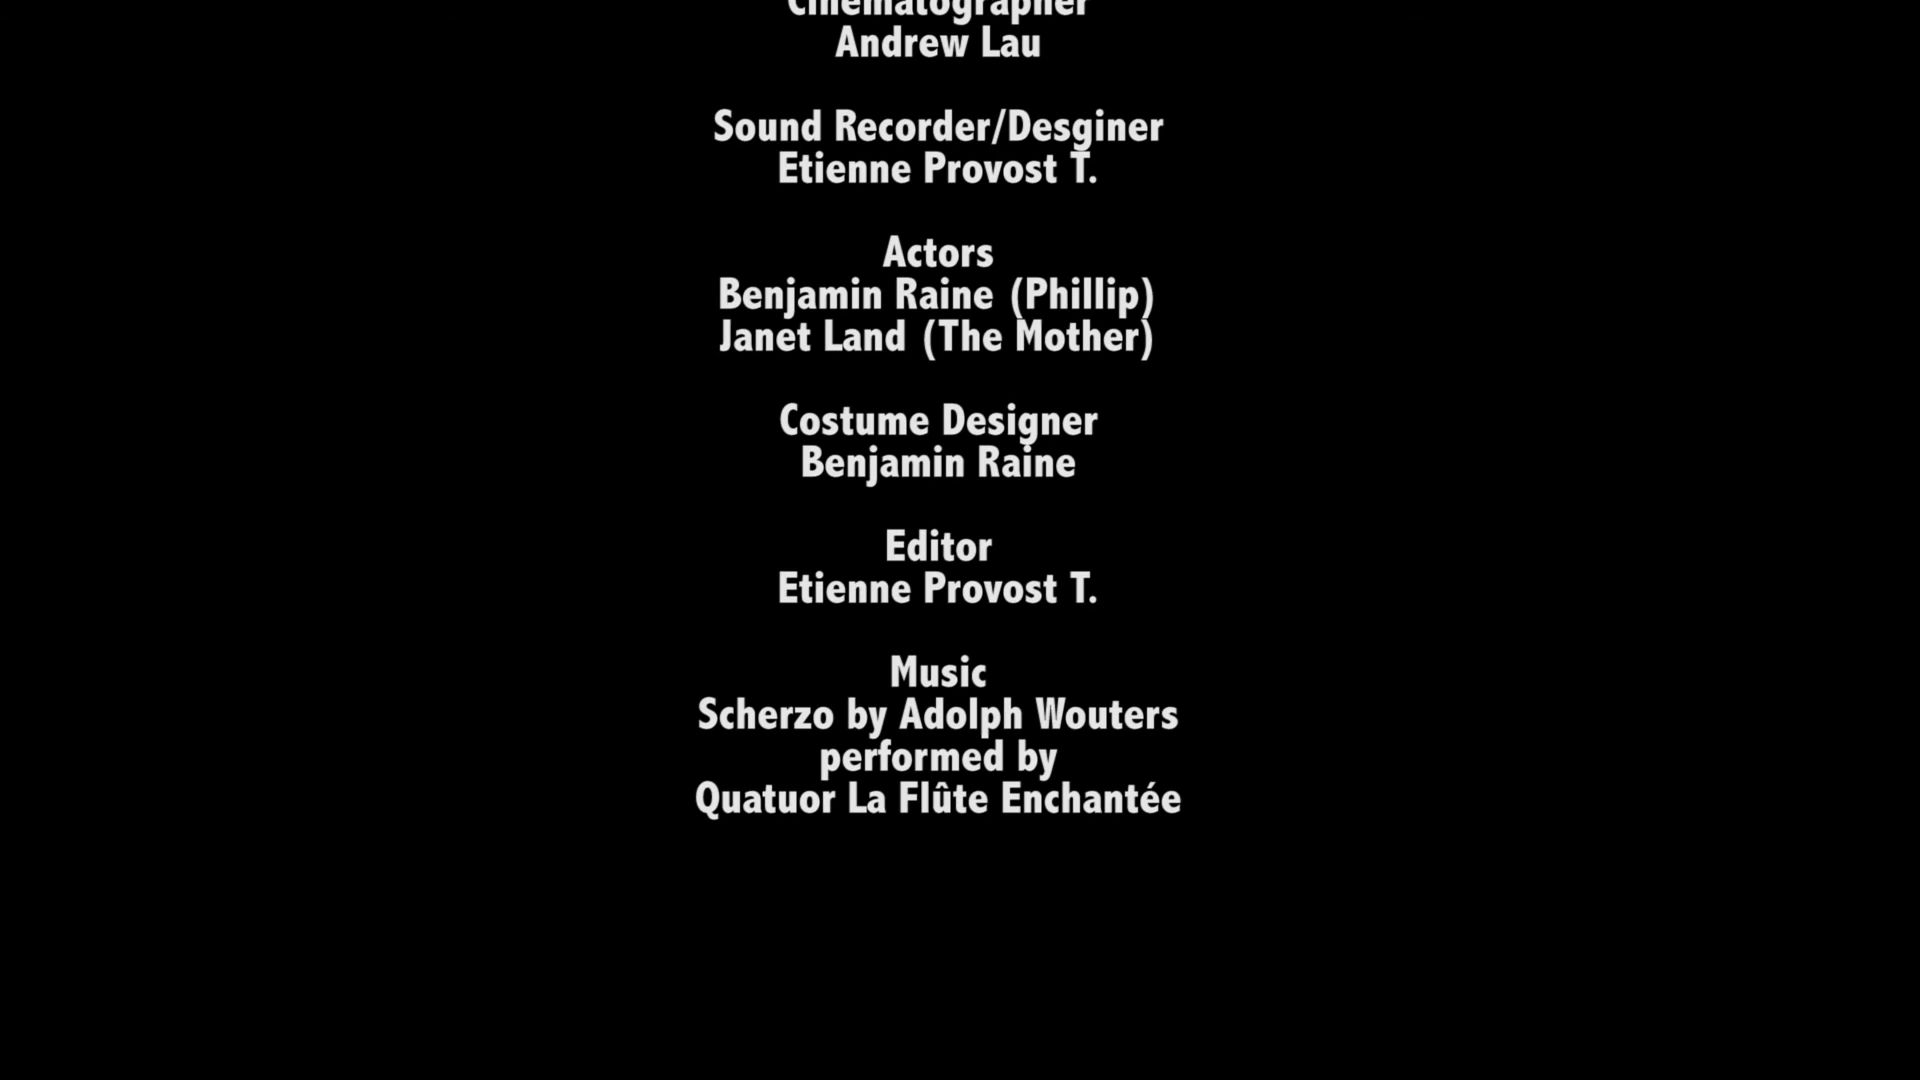 Cinematographer
Andrew Lau
Sound Recorder/Desginer
Etienne Provost T.
Actors
Benjamin Raine (Phillip)
Janet Land (The Mother)
Costume Designer
Benjamin Raine
Editor
Etienne Provost T.
Music
Scherzo by Adolph Wouters
performed by
Quatuor La Flûte Enchantée